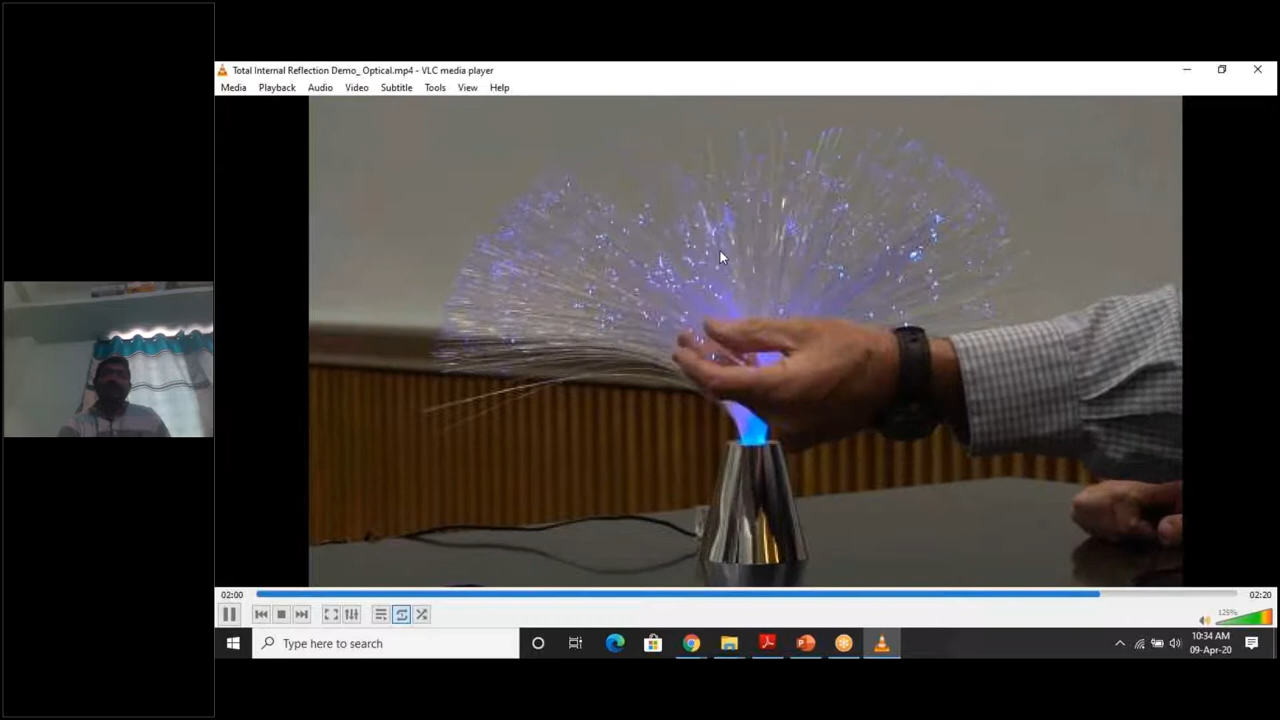 Total Internal Reflection Demo_ Optical.mp4 - VLC media player
Media Playback Audio Video Subtitle Tools View Help
02:00
02:20
125%
Type here to search
10:34 AM
09-Apr-20